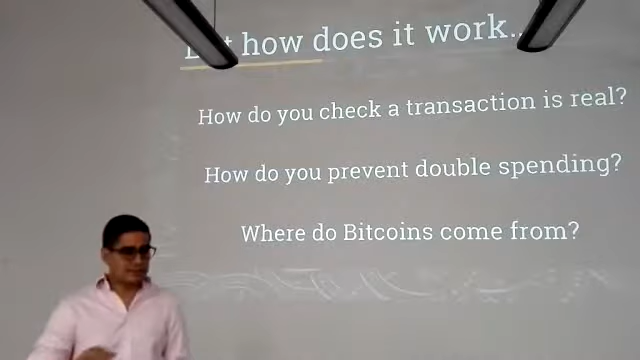 how does it work..
How do you check a transaction is real?
How do you prevent double spending?
Where do Bitcoins come from?